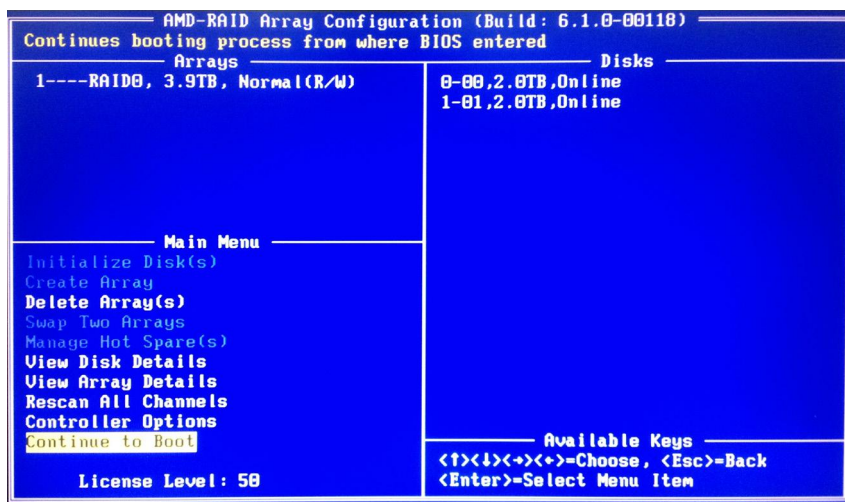 AMD-RAID Array Configuration (Build: 6.1.0-00118)
Continues booting process from where BIOS entered
Arrays
1----RAID0, 3.9TB, Normal(R/W)
Disks
0-00,2.0TB,Online
1-01,2.0TB,Online
Main Menu
Initialize Disk(s)
Create Array
Delete Array(s)
Swap Two Arrays
Manage Hot Spare(s)
View Disk Details
View Array Details
Rescan All Channels
Controller Options
Continue to Boot
License Level: 50
Available Keys
<↑><↓><→><←>=Choose, <Esc>=Back
<Enter>=Select Menu Item